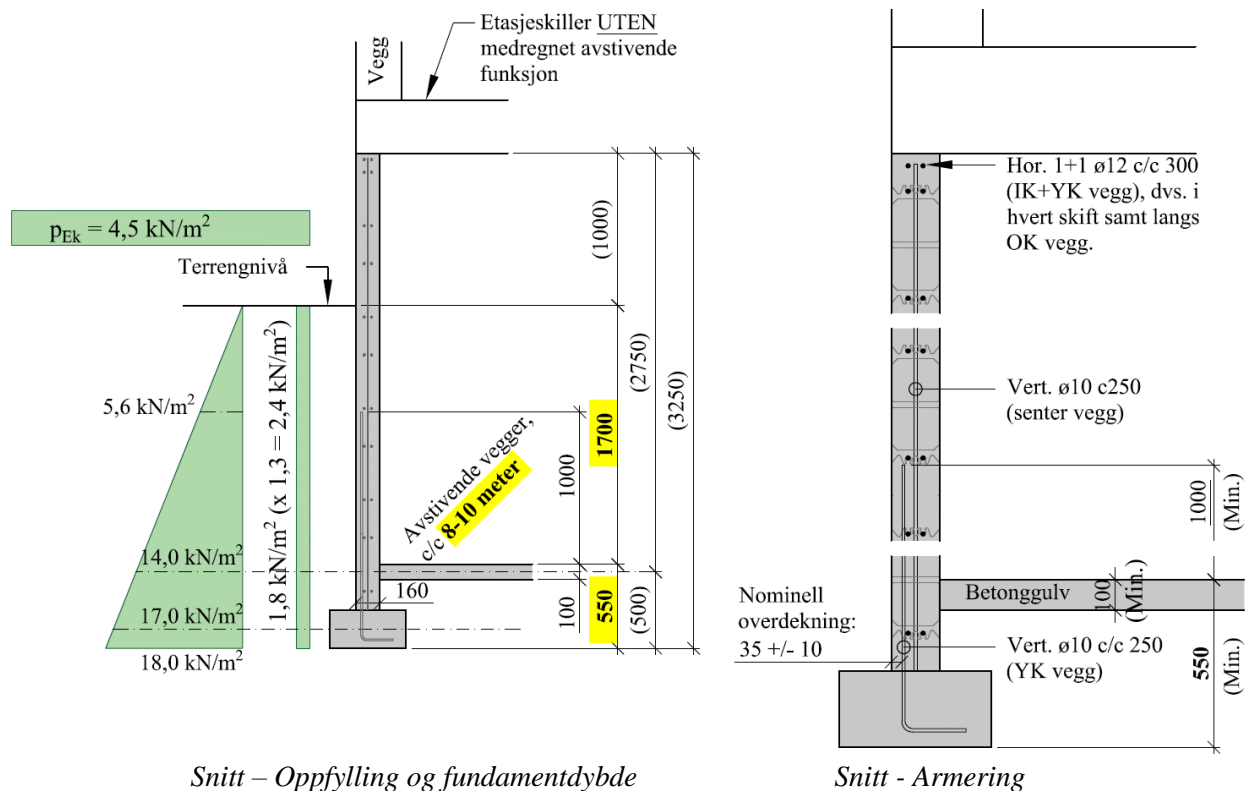 Etasjeskiller UTEN
medregnet avstivende
funksjon
Vegg
p_Ek = 4,5 kN/m²
Terrengnivå
(1000)
5,6 kN/m²
14,0 kN/m²
17,0 kN/m²
18,0 kN/m²
1,8 kN/m² (x 1,3 = 2,4 kN/m²)
Avstivende vegger,
c/c 8-10 meter
160
1000
1700
100
550
(2750)
(500)
(3250)
Snitt – Oppfylling og fundamentdybde
Hor. 1+1 ø12 c/c 300
(IK+YK vegg), dvs. i
hvert skift samt langs
OK vegg.
Vert. ø10 c250
(senter vegg)
1000
(Min.)
Betonggulv
100
(Min.)
Nominell
overdekning:
35 +/- 10
Vert. ø10 c/c 250
(YK vegg)
550
(Min.)
Snitt - Armering